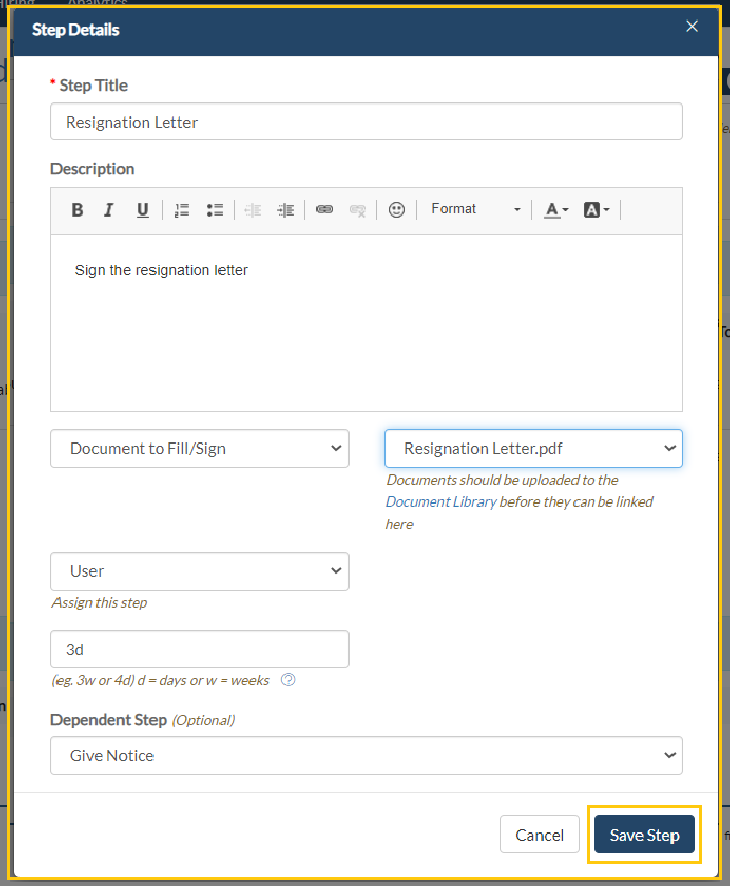 Hiring Analytics
Step Details
* Step Title
Resignation Letter
Description
B I U Format A A
Sign the resignation letter
Document to Fill/Sign
Resignation Letter.pdf
Documents should be uploaded to the
Document Library before they can be linked
here
User
Assign this step
3d
(eg. 3w or 4d) d = days or w = weeks ?
Dependent Step (Optional)
Give Notice
Cancel Save Step